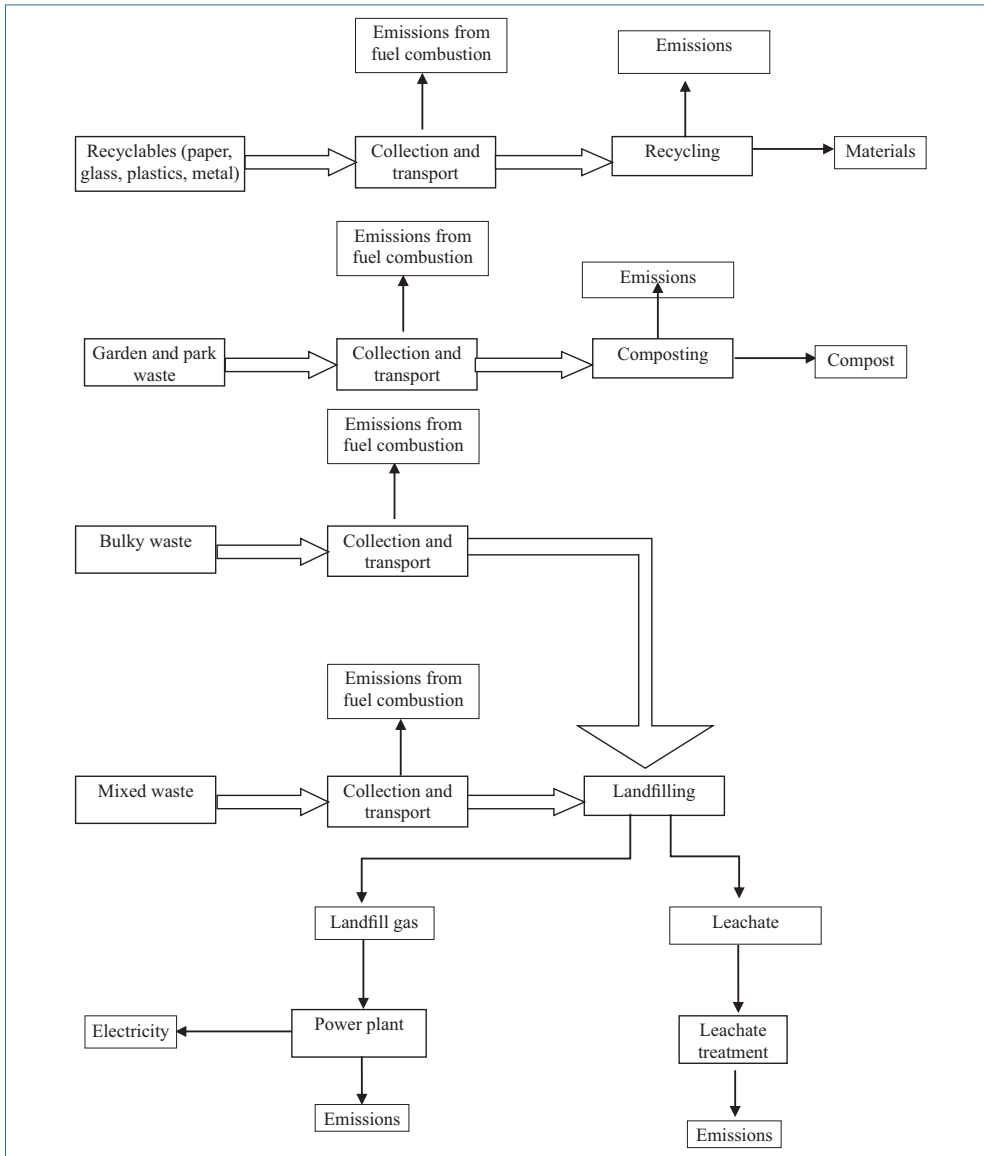 Emissions from
fuel combustion
Emissions
Recyclables (paper,
glass, plastics, metal)
Collection and
transport
Recycling
Materials
Emissions from
fuel combustion
Emissions
Garden and park
waste
Collection and
transport
Composting
Compost
Emissions from
fuel combustion
Bulky waste
Collection and
transport
Emissions from
fuel combustion
Mixed waste
Collection and
transport
Landfilling
Landfill gas
Leachate
Electricity
Power plant
Leachate
treatment
Emissions
Emissions